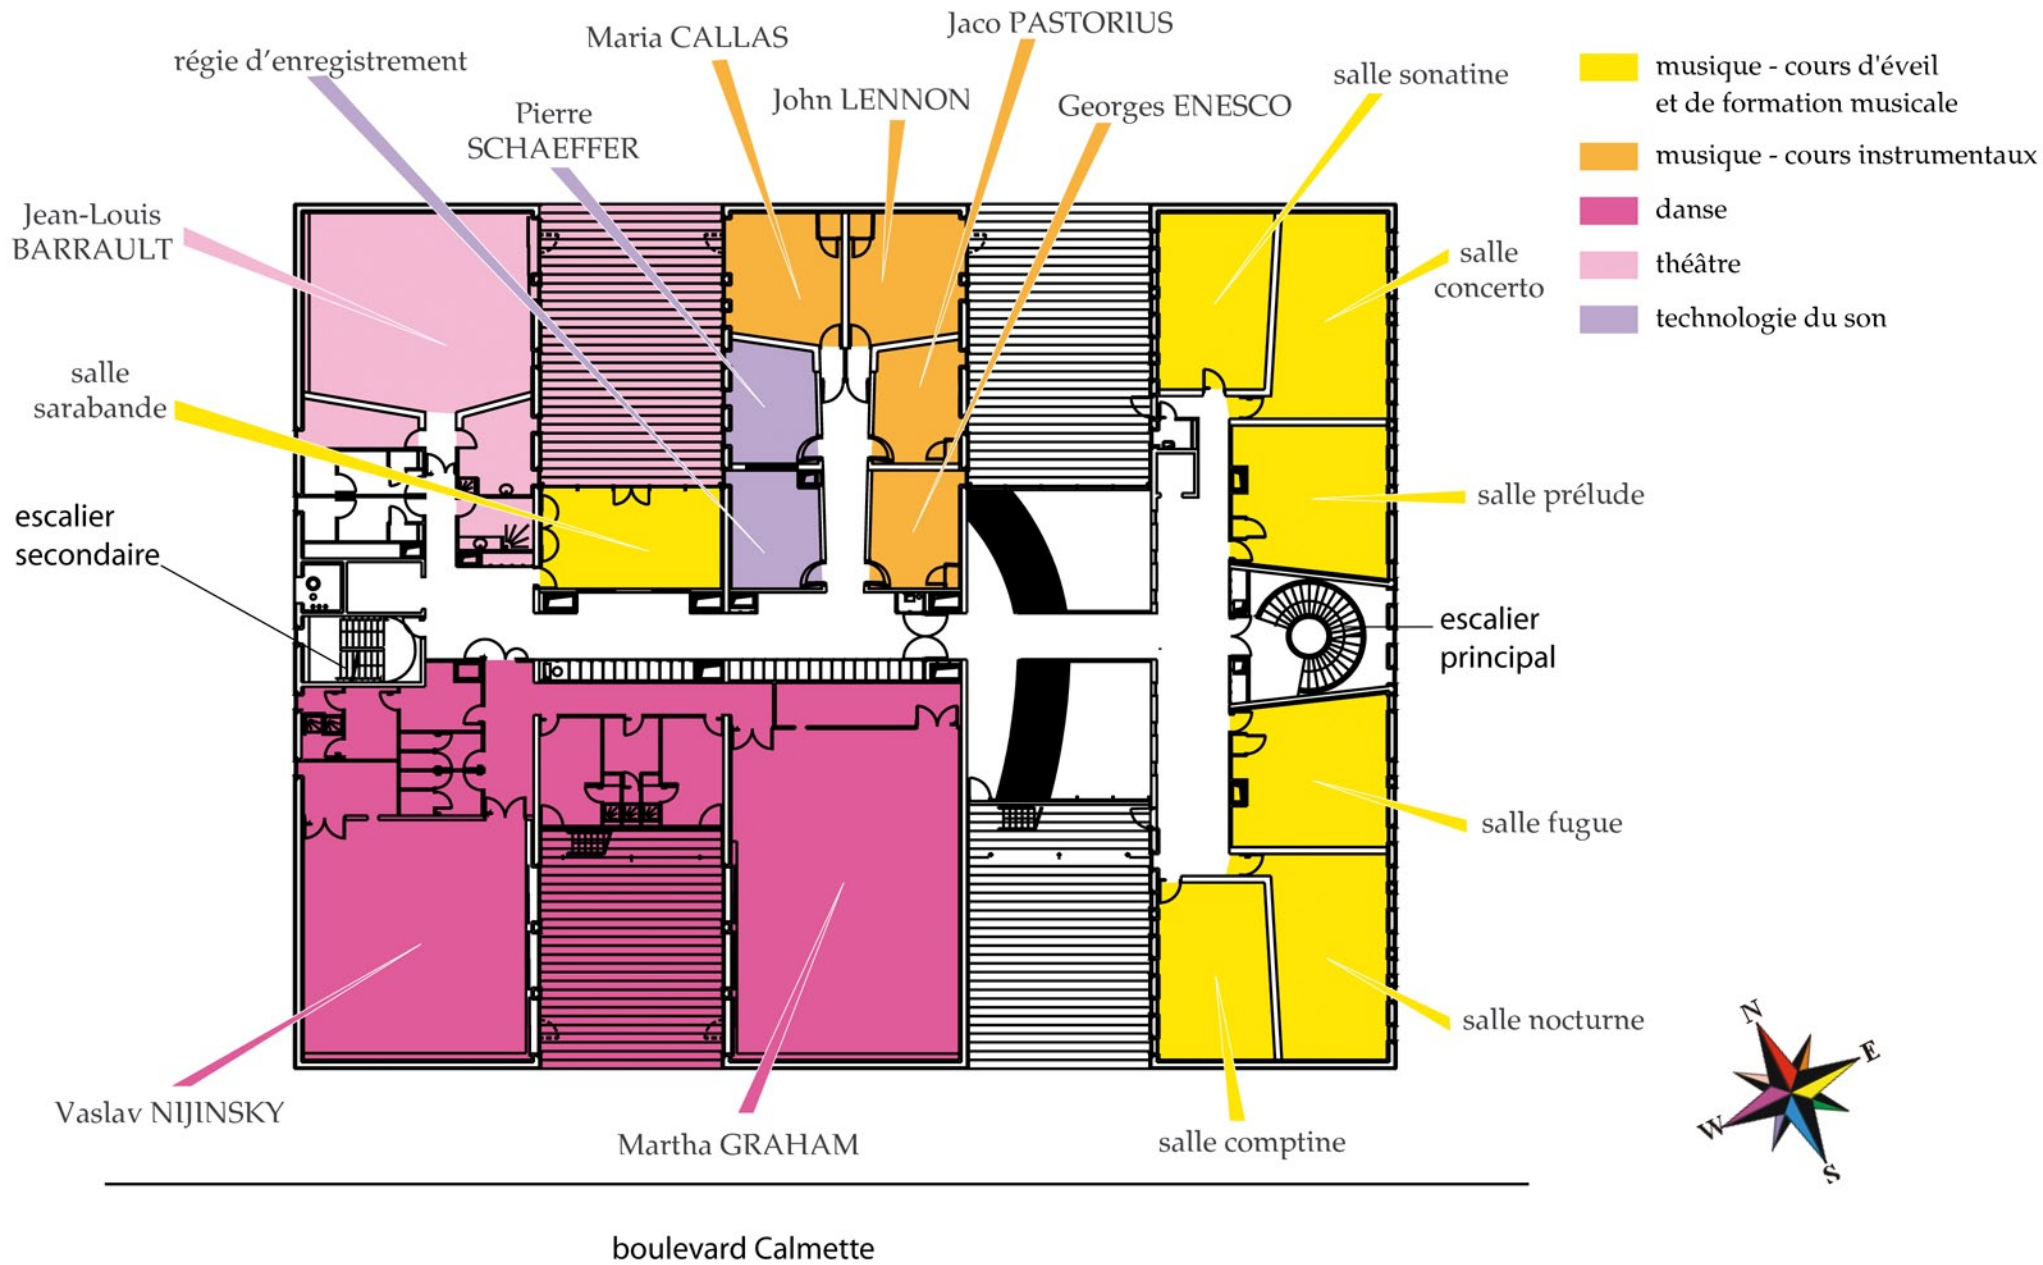 Jaco PASTORIUS
Maria CALLAS
régie d'enregistrement
John LENNON
Georges ENESCO
Pierre
SCHAEFFER
salle sonatine
musique - cours d'éveil
et de formation musicale
musique - cours instrumentaux
danse
théâtre
technologie du son
Jean-Louis
BARRAULT
salle
concerto
salle
sarabande
salle prélude
escalier
secondaire
escalier
principal
salle fugue
salle nocturne
Vaslav NIJINSKY
Martha GRAHAM
salle comptine
N
E
W
S
boulevard Calmette